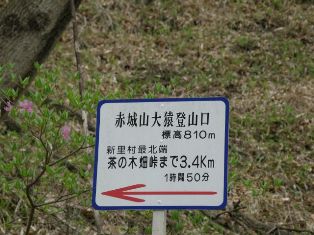 赤城山大猿登山口
標高810m
新里村最北端
茶の木畑峠まで3.4Km
1時間50分